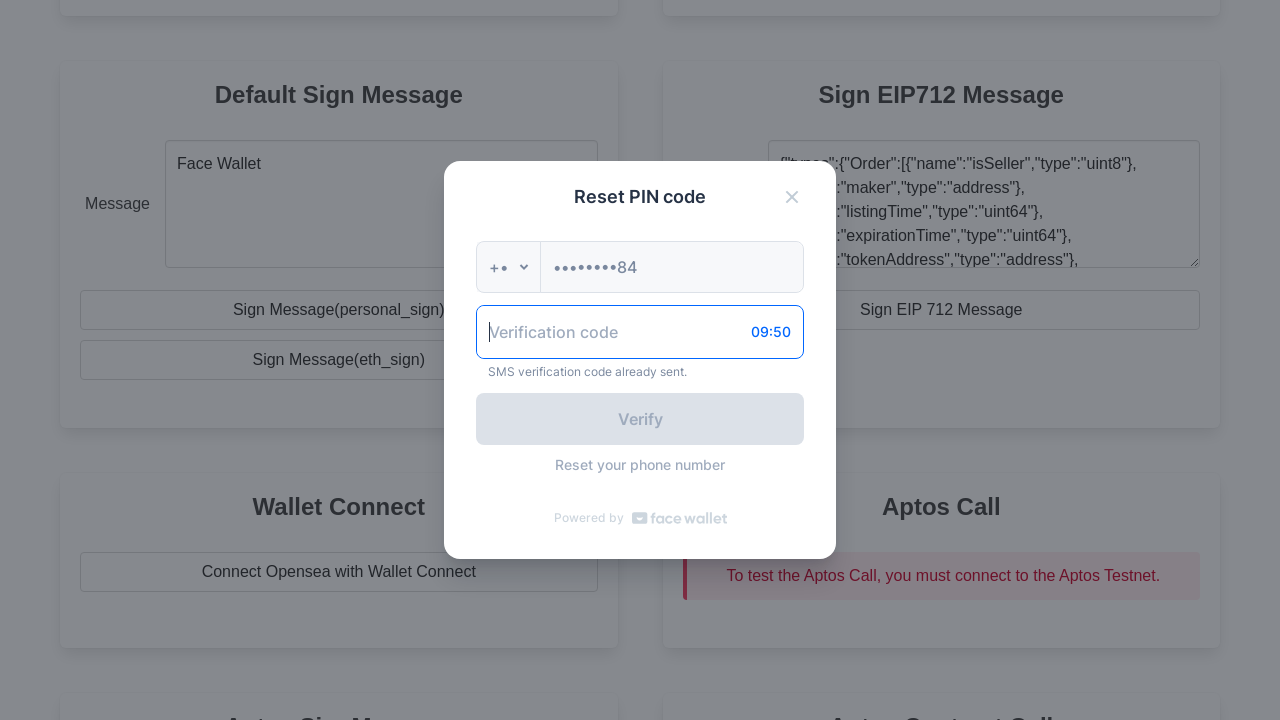 Default Sign Message
Message
Face Wallet
Sign Message(personal_sign)
Sign Message(eth_sign)
Sign EIP712 Message
{"types":{"Order":[{"name":"isSeller","type":"uint8"},
"maker","type":"address"},
"listingTime","type":"uint64"},
:"expirationTime","type":"uint64"},
:"tokenAddress","type":"address"},
Sign EIP 712 Message
Reset PIN code
+•
••••••••84
Verification code
09:50
SMS verification code already sent.
Verify
Reset your phone number
Powered by face wallet
Wallet Connect
Connect Opensea with Wallet Connect
Aptos Call
To test the Aptos Call, you must connect to the Aptos Testnet.